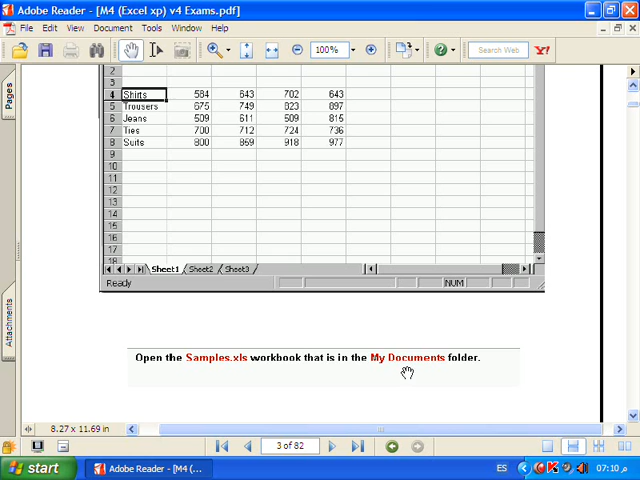 Adobe Reader - [M4 (Excel xp) v4 Exams.pdf]
File Edit View Document Tools Window Help
100% Search Web Y!
Pages
Attachments
2
3
4 Shirts 584 643 702 643
5 Trousers 675 749 823 897
6 Jeans 509 611 509 815
7 Ties 700 712 724 736
8 Suits 800 869 918 977
9
10
11
12
13
14
15
16
17
18
Sheet1 Sheet2 Sheet3
Ready NUM
Open the Samples.xls workbook that is in the My Documents folder.
8.27 x 11.69 in
3 of 82
start Adobe Reader - [M4 (... ES 07:10 م